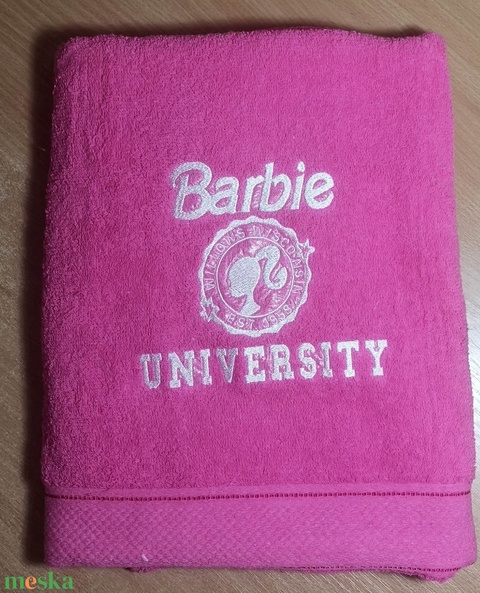 Barbie
WILLOWS WISCONSIN
EST. 1959
UNIVERSITY
meska